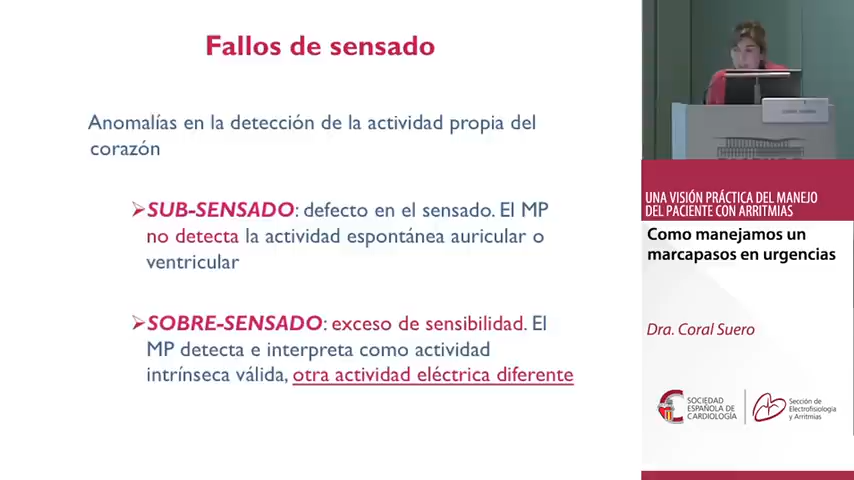 Fallos de sensado
Anomalías en la detección de la actividad propia del
corazón
➢SUB-SENSADO: defecto en el sensado. El MP
no detecta la actividad espontánea auricular o
ventricular
➢SOBRE-SENSADO: exceso de sensibilidad. El
MP detecta e interpreta como actividad
intrínseca válida, otra actividad eléctrica diferente
UNA VISIÓN PRÁCTICA DEL MANEJO
DEL PACIENTE CON ARRITMIAS
Como manejamos un
marcapasos en urgencias
Dra. Coral Suero
SOCIEDAD
ESPAÑOLA DE
CARDIOLOGÍA
Sección de
Electrofisiología
y Arritmias